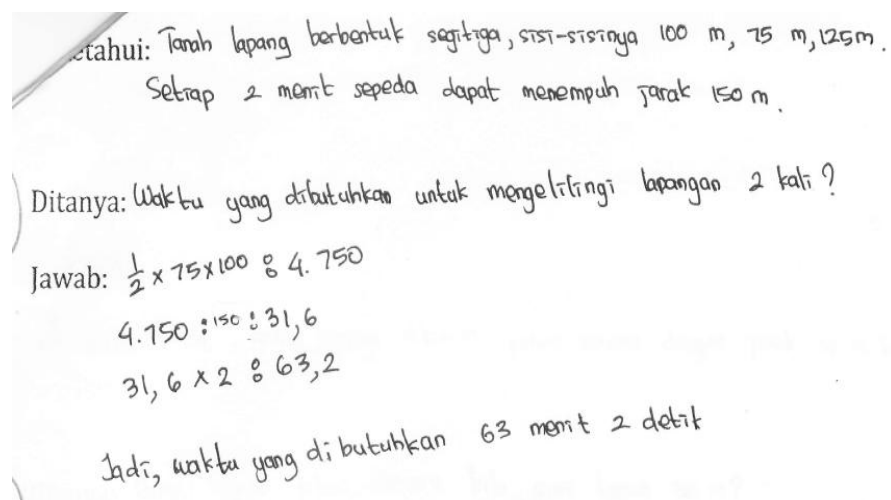 etahui: Tanah lapang berbentuk segitiga, sisi-sisinya 100 m, 75 m, 125m.
Setiap 2 menit sepeda dapat menempuh jarak 150 m.
Ditanya: Waktu yang dibutuhkan untuk mengelilingi lapangan 2 kali?
Jawab: 1/2 x 75 x 100 : 4.750
4.750 : 150 : 31,6
31,6 x 2 : 63,2
Jadi, waktu yang dibutuhkan 63 menit 2 detik